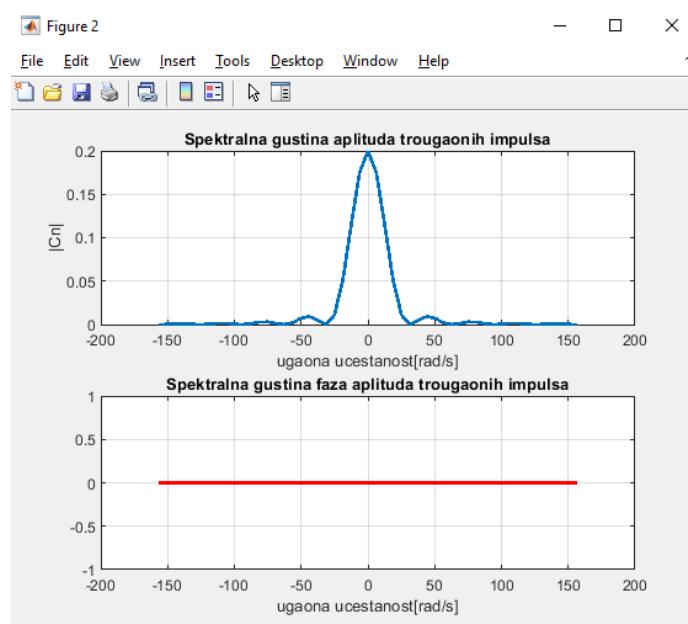 Figure 2
File Edit View Insert Tools Desktop Window Help
Spektralna gustina aplituda trougaonih impulsa
0.2
0.15
0.1
0.05
0
|Cn|
-200 -150 -100 -50 0 50 100 150 200
ugaona ucestanost[rad/s]
Spektralna gustina faza aplituda trougaonih impulsa
1
0.5
0
-0.5
-1
-200 -150 -100 -50 0 50 100 150 200
ugaona ucestanost[rad/s]